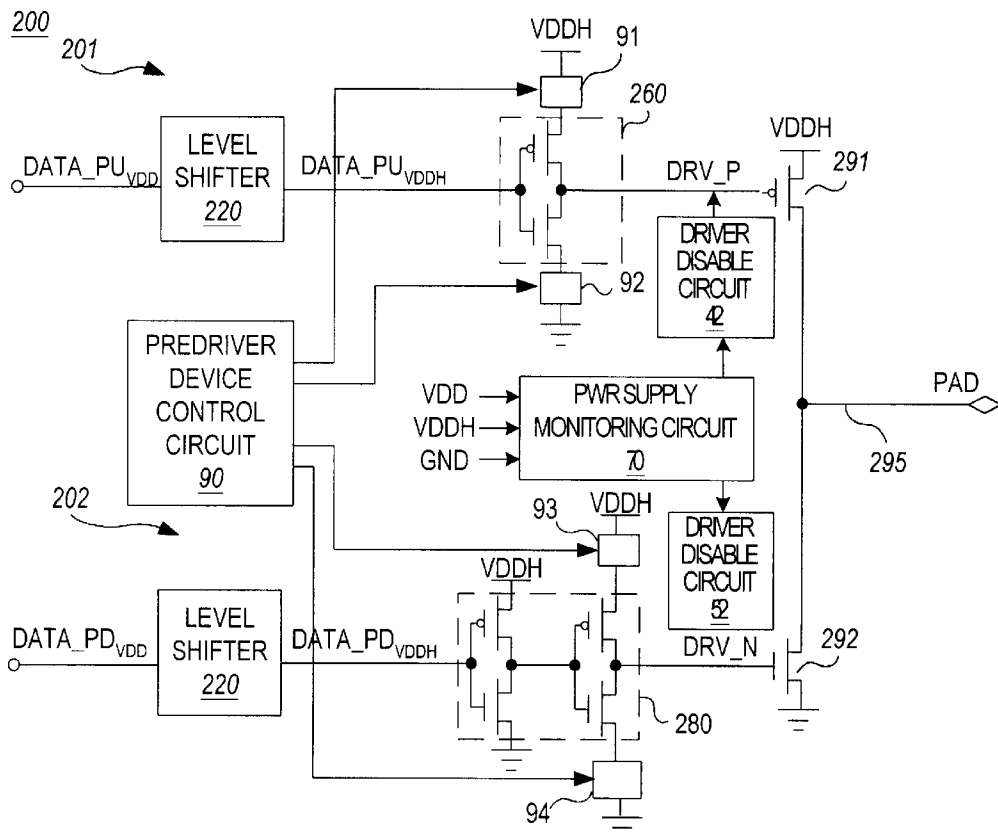 200
201
VDDH
91
260
VDDH
LEVEL
SHIFTER
220
DATA_PU_VDD
DATA_PU_VDDH
DRV_P
291
DRIVER
DISABLE
CIRCUIT
42
92
PREDRIVER
DEVICE
CONTROL
CIRCUIT
90
VDD
VDDH
GND
PWR SUPPLY
MONITORING CIRCUIT
70
PAD
295
202
93
VDDH
DRIVER
DISABLE
CIRCUIT
52
VDDH
LEVEL
SHIFTER
220
DATA_PD_VDD
DATA_PD_VDDH
DRV_N
292
280
94